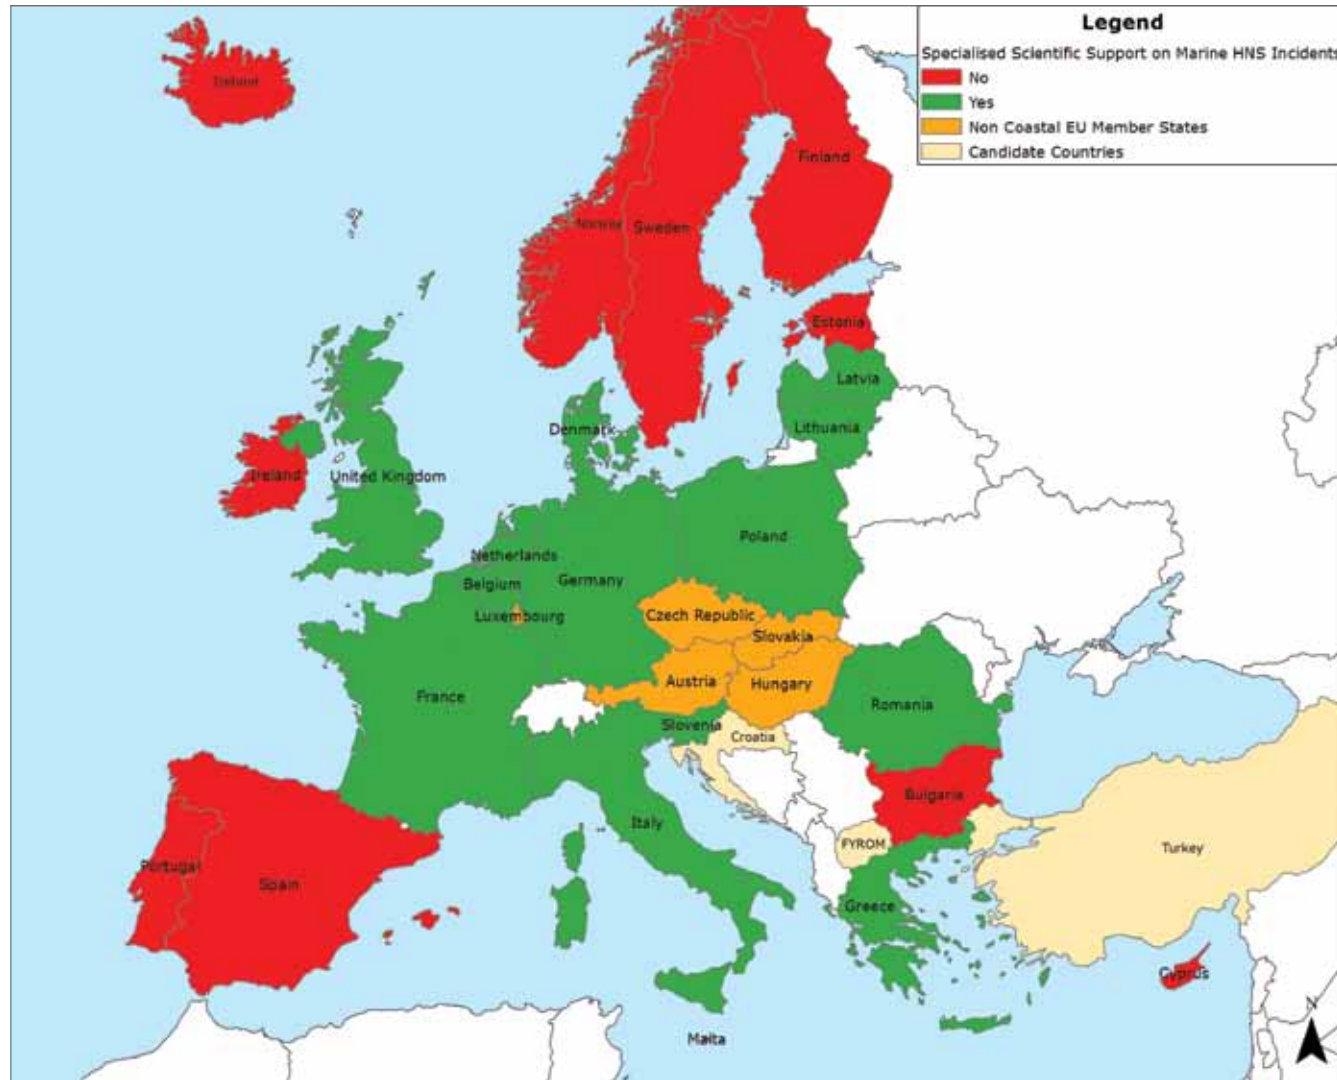 Legend
Specialised Scientific Support on Marine HNS Incidents
No
Yes
Non Coastal EU Member States
Candidate Countries
Iceland
Finland
Norway
Sweden
Estonia
Latvia
Lithuania
Denmark
Ireland
United Kingdom
Poland
Netherlands
Belgium
Germany
Luxembourg
Czech Republic
Slovakia
Austria
Hungary
France
Romania
Slovenia
Croatia
Bulgaria
Italy
FYROM
Turkey
Portugal
Spain
Greece
Cyprus
Malta
N